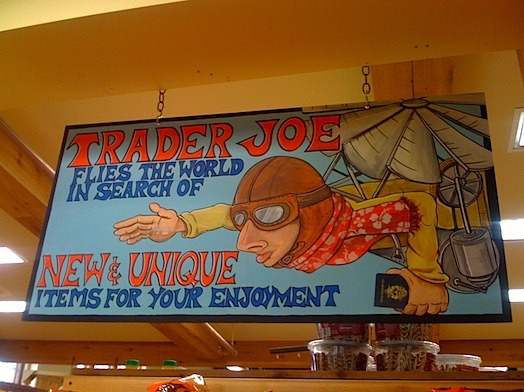 TRADER JOE
FLIES THE WORLD
IN SEARCH OF
NEW & UNIQUE
ITEMS FOR YOUR ENJOYMENT